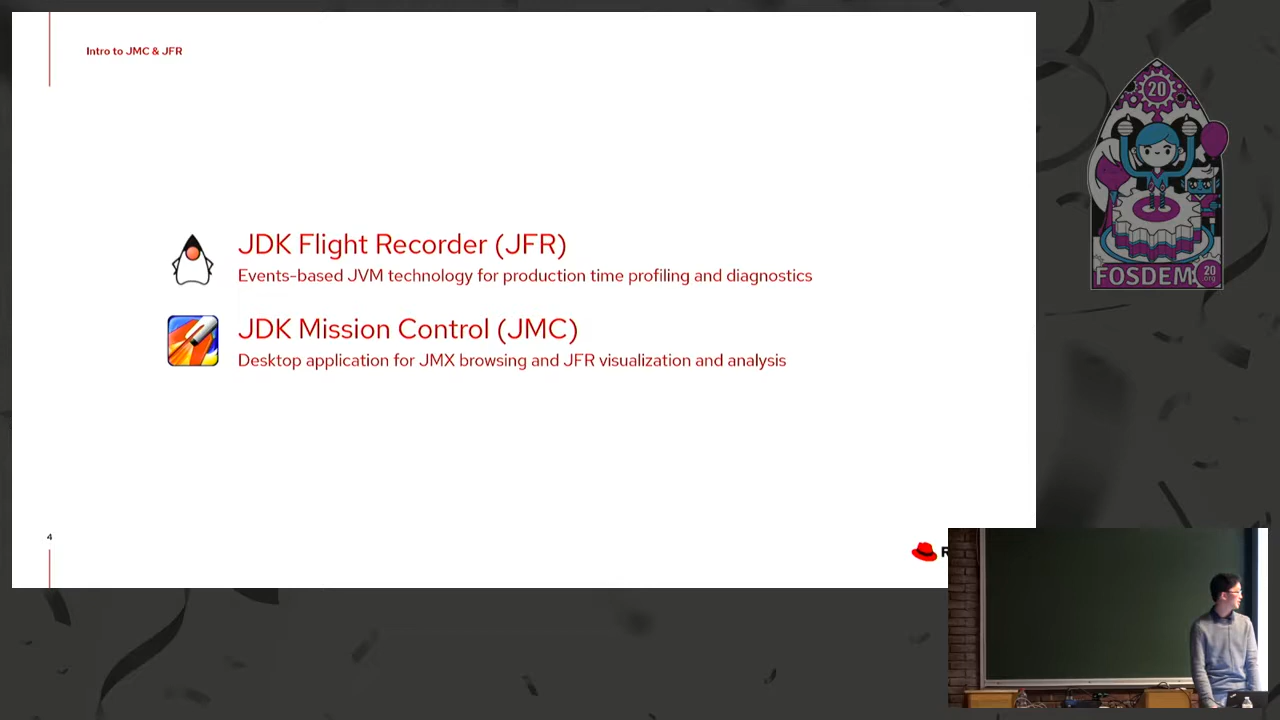 Intro to JMC & JFR
JDK Flight Recorder (JFR)
Events-based JVM technology for production time profiling and diagnostics
JDK Mission Control (JMC)
Desktop application for JMX browsing and JFR visualization and analysis
4
20
FOSDEM
20
.org